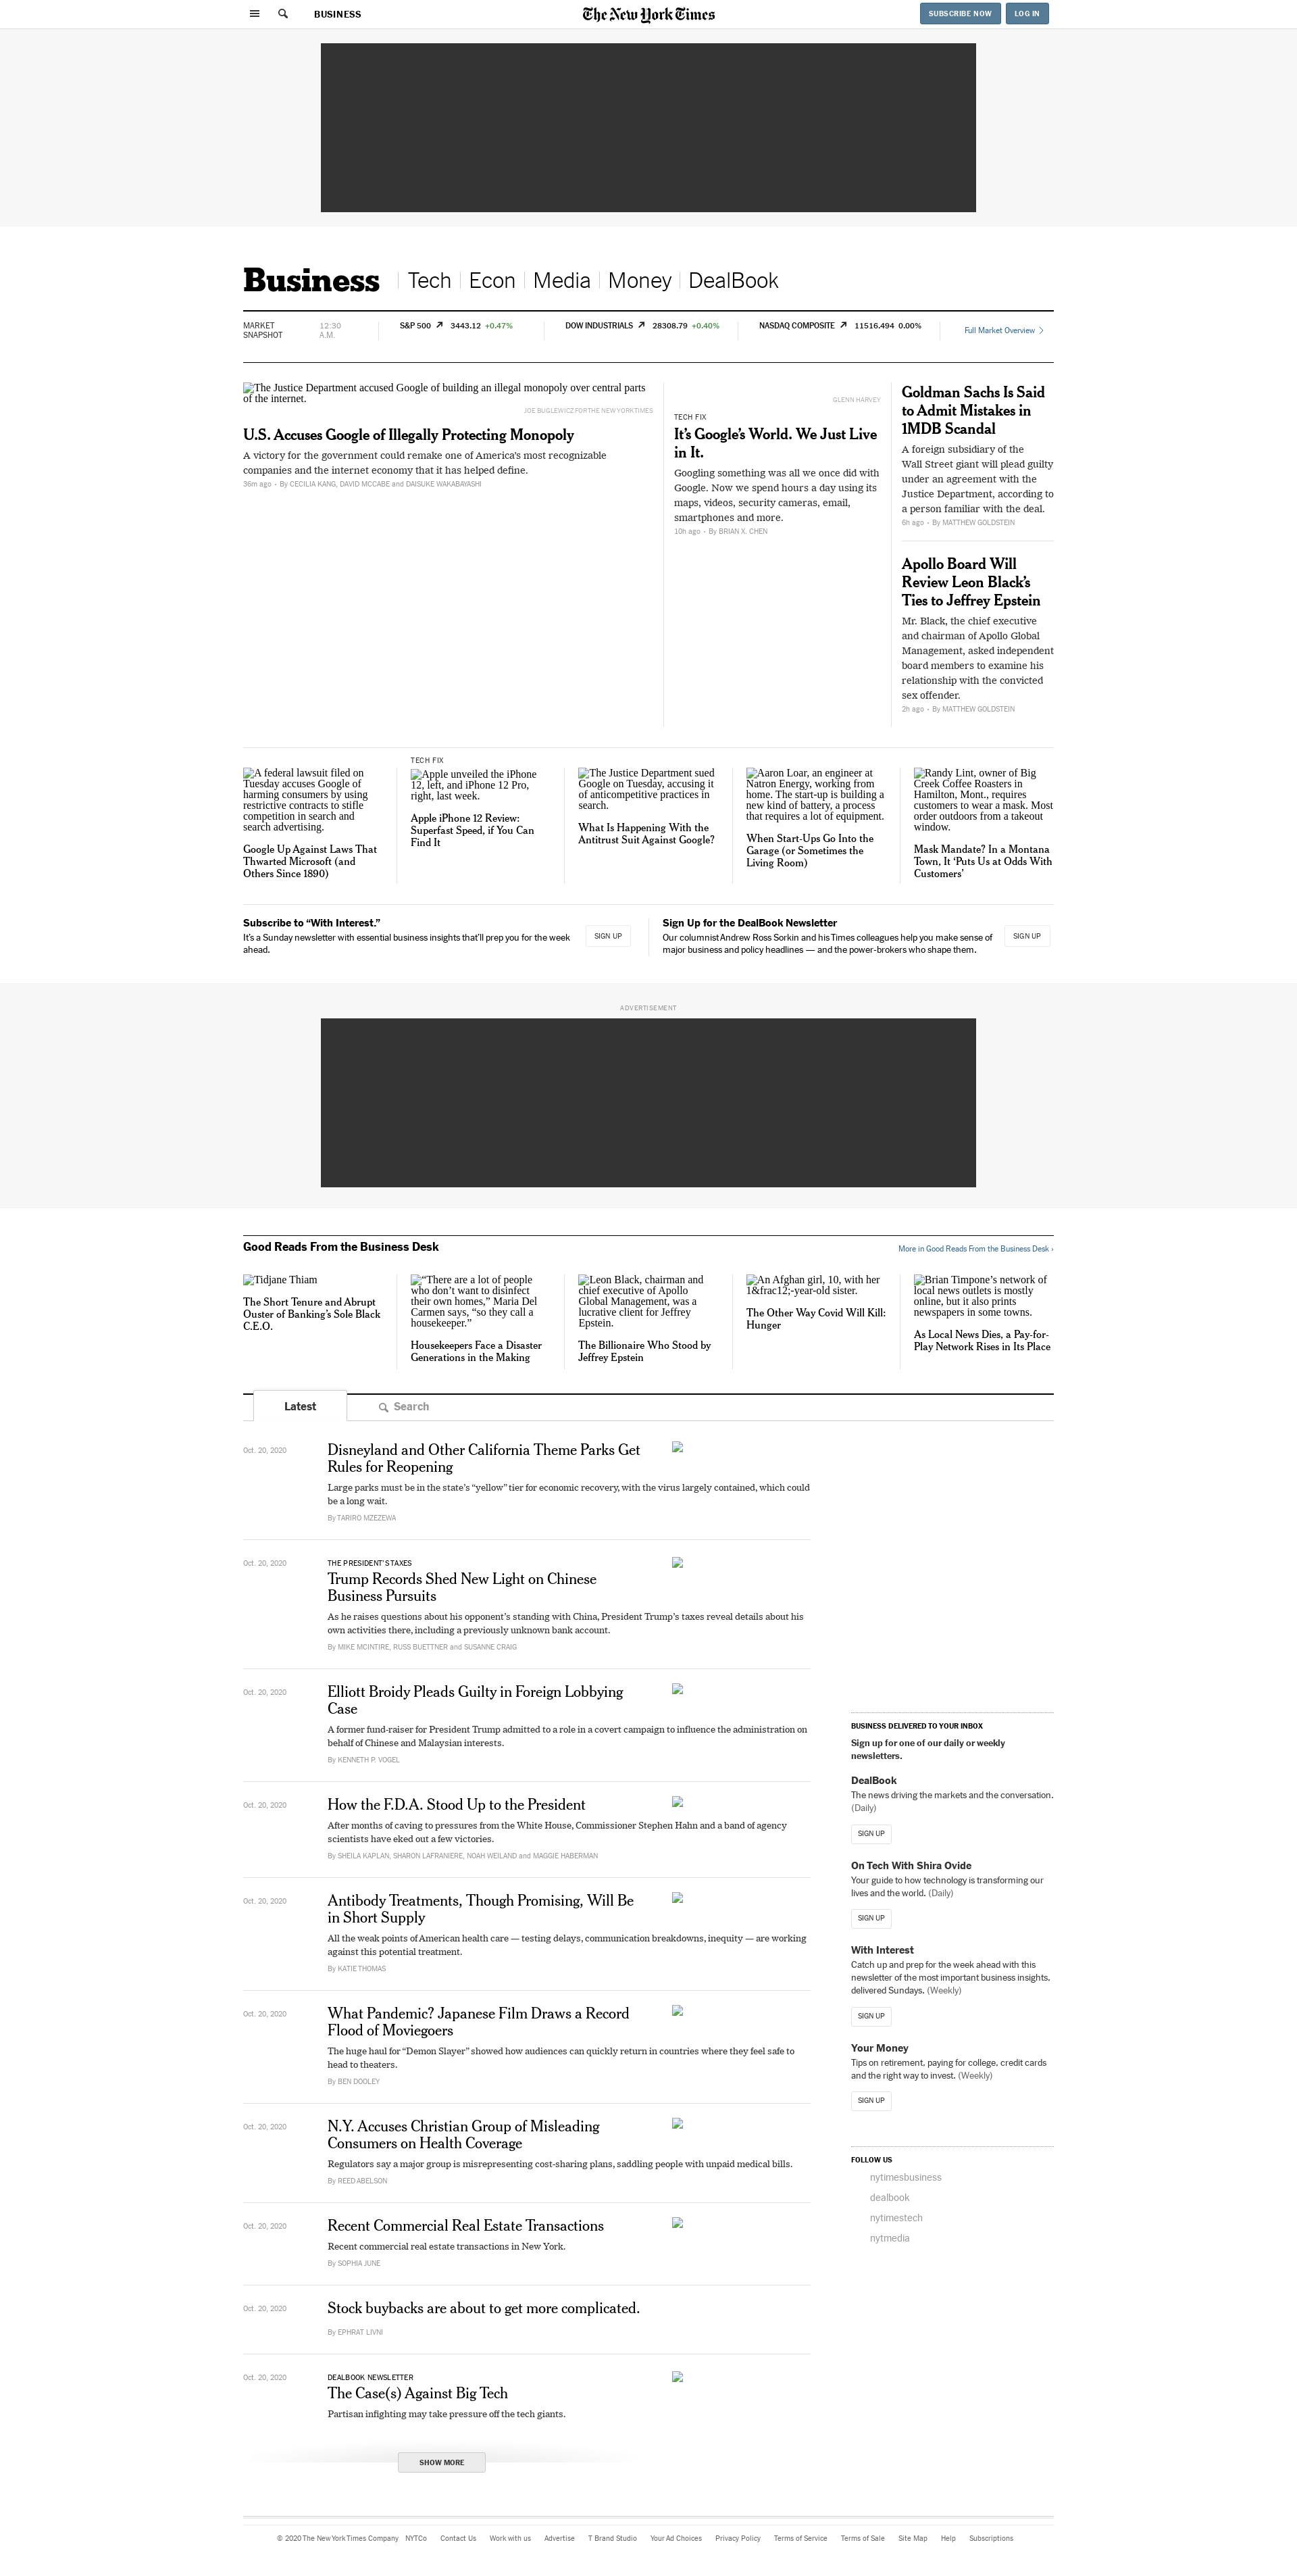 BUSINESS
The New York Times
SUBSCRIBE NOW
LOG IN
Business
Tech
Econ
Media
Money
DealBook
MARKET
SNAPSHOT
12:30
A.M.
S&P 500 3443.12 +0.47%
DOW INDUSTRIALS 28308.79 +0.40%
NASDAQ COMPOSITE 11516.494 0.00%
Full Market Overview
The Justice Department accused Google of building an illegal monopoly over central parts
of the internet.
JOE BUGLEWICZ FOR THE NEW YORK TIMES
U.S. Accuses Google of Illegally Protecting Monopoly
A victory for the government could remake one of America's most recognizable
companies and the internet economy that it has helped define.
36m ago • By CECILIA KANG, DAVID MCCABE and DAISUKE WAKABAYASHI
GLENN HARVEY
TECH FIX
It's Google's World. We Just Live
in It.
Googling something was all we once did with
Google. Now we spend hours a day using its
maps, videos, security cameras, email,
smartphones and more.
10h ago • By BRIAN X. CHEN
Goldman Sachs Is Said
to Admit Mistakes in
1MDB Scandal
A foreign subsidiary of the
Wall Street giant will plead guilty
under an agreement with the
Justice Department, according to
a person familiar with the deal.
6h ago • By MATTHEW GOLDSTEIN
Apollo Board Will
Review Leon Black's
Ties to Jeffrey Epstein
Mr. Black, the chief executive
and chairman of Apollo Global
Management, asked independent
board members to examine his
relationship with the convicted
sex offender.
2h ago • By MATTHEW GOLDSTEIN
A federal lawsuit filed on
Tuesday accuses Google of
harming consumers by using
restrictive contracts to stifle
competition in search and
search advertising.
Google Up Against Laws That
Thwarted Microsoft (and
Others Since 1890)
TECH FIX
Apple unveiled the iPhone
12, left, and iPhone 12 Pro,
right, last week.
Apple iPhone 12 Review:
Superfast Speed, if You Can
Find It
The Justice Department sued
Google on Tuesday, accusing it
of anticompetitive practices in
search.
What Is Happening With the
Antitrust Suit Against Google?
Aaron Loar, an engineer at
Natron Energy, working from
home. The start-up is building a
new kind of battery, a process
that requires a lot of equipment.
When Start-Ups Go Into the
Garage (or Sometimes the
Living Room)
Randy Lint, owner of Big
Creek Coffee Roasters in
Hamilton, Mont., requires
customers to wear a mask. Most
order outdoors from a takeout
window.
Mask Mandate? In a Montana
Town, It ‘Puts Us at Odds With
Customers’
Subscribe to “With Interest.”
It's a Sunday newsletter with essential business insights that'll prep you for the week
ahead.
SIGN UP
Sign Up for the DealBook Newsletter
Our columnist Andrew Ross Sorkin and his Times colleagues help you make sense of
major business and policy headlines — and the power-brokers who shape them.
SIGN UP
ADVERTISEMENT
Good Reads From the Business Desk
More in Good Reads From the Business Desk ›
Tidjane Thiam
The Short Tenure and Abrupt
Ouster of Banking's Sole Black
C.E.O.
“There are a lot of people
who don't want to disinfect
their own homes,” Maria Del
Carmen says, “so they call a
housekeeper.”
Housekeepers Face a Disaster
Generations in the Making
Leon Black, chairman and
chief executive of Apollo
Global Management, was a
lucrative client for Jeffrey
Epstein.
The Billionaire Who Stood by
Jeffrey Epstein
An Afghan girl, 10, with her
1&frac12;-year-old sister.
The Other Way Covid Will Kill:
Hunger
Brian Timpone's network of
local news outlets is mostly
online, but it also prints
newspapers in some towns.
As Local News Dies, a Pay-for-
Play Network Rises in Its Place
Latest
Search
Oct. 20, 2020
Disneyland and Other California Theme Parks Get
Rules for Reopening
Large parks must be in the state's “yellow” tier for economic recovery, with the virus largely contained, which could
be a long wait.
By TARIRO MZEZEWA
Oct. 20, 2020
THE PRESIDENT'S TAXES
Trump Records Shed New Light on Chinese
Business Pursuits
As he raises questions about his opponent's standing with China, President Trump's taxes reveal details about his
own activities there, including a previously unknown bank account.
By MIKE MCINTIRE, RUSS BUETTNER and SUSANNE CRAIG
Oct. 20, 2020
Elliott Broidy Pleads Guilty in Foreign Lobbying
Case
A former fund-raiser for President Trump admitted to a role in a covert campaign to influence the administration on
behalf of Chinese and Malaysian interests.
By KENNETH P. VOGEL
Oct. 20, 2020
How the F.D.A. Stood Up to the President
After months of caving to pressures from the White House, Commissioner Stephen Hahn and a band of agency
scientists have eked out a few victories.
By SHEILA KAPLAN, SHARON LAFRANIERE, NOAH WEILAND and MAGGIE HABERMAN
Oct. 20, 2020
Antibody Treatments, Though Promising, Will Be
in Short Supply
All the weak points of American health care — testing delays, communication breakdowns, inequity — are working
against this potential treatment.
By KATIE THOMAS
Oct. 20, 2020
What Pandemic? Japanese Film Draws a Record
Flood of Moviegoers
The huge haul for “Demon Slayer” showed how audiences can quickly return in countries where they feel safe to
head to theaters.
By BEN DOOLEY
Oct. 20, 2020
N.Y. Accuses Christian Group of Misleading
Consumers on Health Coverage
Regulators say a major group is misrepresenting cost-sharing plans, saddling people with unpaid medical bills.
By REED ABELSON
Oct. 20, 2020
Recent Commercial Real Estate Transactions
Recent commercial real estate transactions in New York.
By SOPHIA JUNE
Oct. 20, 2020
Stock buybacks are about to get more complicated.
By EPHRAT LIVNI
Oct. 20, 2020
DEALBOOK NEWSLETTER
The Case(s) Against Big Tech
Partisan infighting may take pressure off the tech giants.
SHOW MORE
BUSINESS DELIVERED TO YOUR INBOX
Sign up for one of our daily or weekly
newsletters.
DealBook
The news driving the markets and the conversation.
(Daily)
SIGN UP
On Tech With Shira Ovide
Your guide to how technology is transforming our
lives and the world. (Daily)
SIGN UP
With Interest
Catch up and prep for the week ahead with this
newsletter of the most important business insights,
delivered Sundays. (Weekly)
SIGN UP
Your Money
Tips on retirement, paying for college, credit cards
and the right way to invest. (Weekly)
SIGN UP
FOLLOW US
nytimesbusiness
dealbook
nytimestech
nytmedia
© 2020 The New York Times Company NYTCo Contact Us Work with us Advertise T Brand Studio Your Ad Choices Privacy Policy Terms of Service Terms of Sale Site Map Help Subscriptions